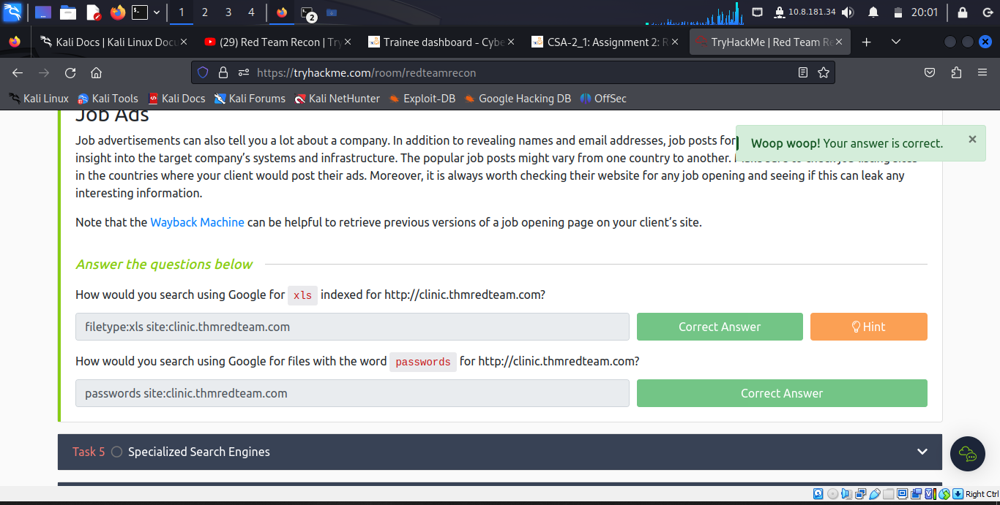 1 2 3 4 2 10.8.181.34 20:01
Kali Docs | Kali Linux Docu (29) Red Team Recon | Try Trainee dashboard - Cybe CSA-2_1: Assignment 2: R TryHackMe | Red Team Re
https://tryhackme.com/room/redteamrecon
Kali Linux Kali Tools Kali Docs Kali Forums Kali NetHunter Exploit-DB Google Hacking DB OffSec
Job Ads
Woop woop! Your answer is correct.
Job advertisements can also tell you a lot about a company. In addition to revealing names and email addresses, job posts for
insight into the target company's systems and infrastructure. The popular job posts might vary from one country to another.
in the countries where your client would post their ads. Moreover, it is always worth checking their website for any job opening and seeing if this can leak any
interesting information.
Note that the Wayback Machine can be helpful to retrieve previous versions of a job opening page on your client's site.
Answer the questions below
How would you search using Google for xls indexed for http://clinic.thmredteam.com?
filetype:xls site:clinic.thmredteam.com Correct Answer Hint
How would you search using Google for files with the word passwords for http://clinic.thmredteam.com?
passwords site:clinic.thmredteam.com Correct Answer
Task 5 Specialized Search Engines
Right Ctrl